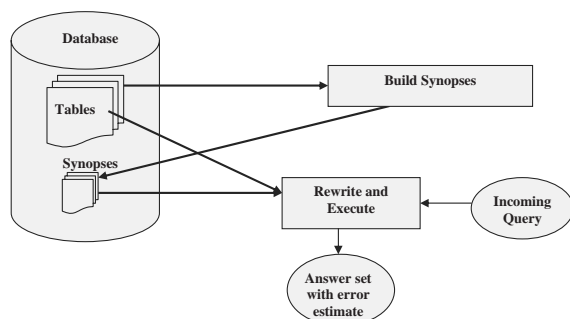 Database
Tables
Synopses
Build Synopses
Rewrite and
Execute
Incoming
Query
Answer set
with error
estimate